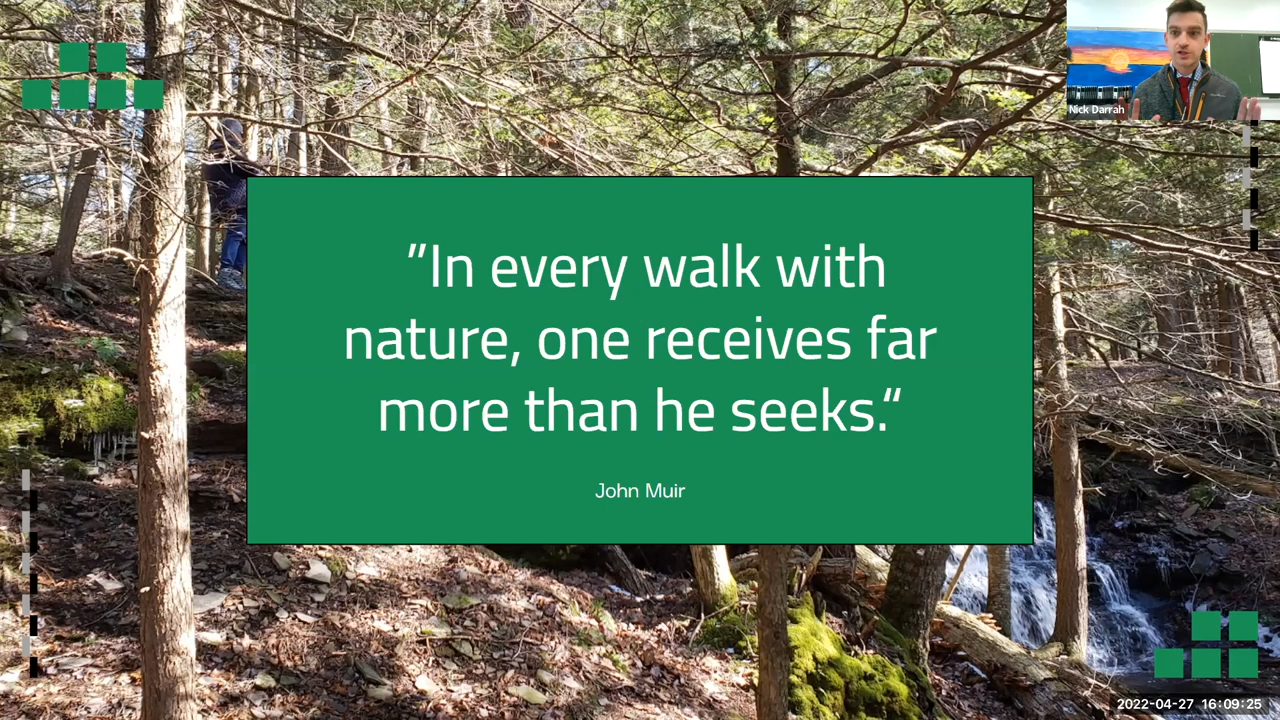 Nick Darrah
"In every walk with
nature, one receives far
more than he seeks."
John Muir
2022-04-27 16:09:25